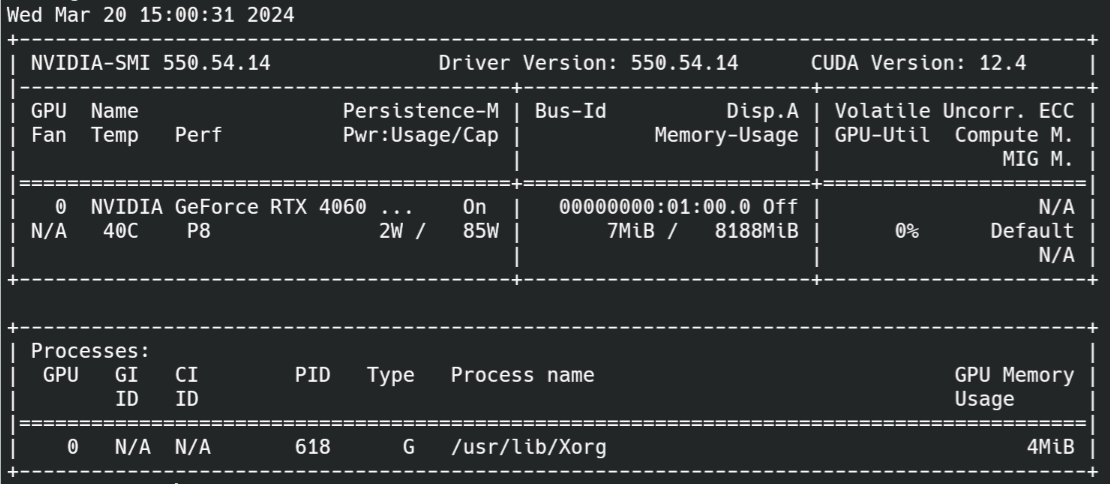 Wed Mar 20 15:00:31 2024
+-----------------------------------------------------------------------------------------+
| NVIDIA-SMI 550.54.14              Driver Version: 550.54.14      CUDA Version: 12.4     |
|-----------------------------------------+------------------------+----------------------+
| GPU  Name                 Persistence-M | Bus-Id          Disp.A | Volatile Uncorr. ECC |
| Fan  Temp   Perf          Pwr:Usage/Cap |           Memory-Usage | GPU-Util  Compute M. |
|                                         |                        |               MIG M. |
|=========================================+========================+======================|
|   0  NVIDIA GeForce RTX 4060 ...    On  |   00000000:01:00.0 Off |                  N/A |
| N/A   40C    P8              2W /   85W |       7MiB /   8188MiB |      0%      Default |
|                                         |                        |                  N/A |
+-----------------------------------------+------------------------+----------------------+
+-----------------------------------------------------------------------------------------+
| Processes:                                                                              |
|  GPU   GI   CI        PID   Type   Process name                              GPU Memory |
|        ID   ID                                                               Usage      |
|=========================================================================================|
|    0   N/A  N/A       618      G   /usr/lib/Xorg                                   4MiB |
+-----------------------------------------------------------------------------------------+